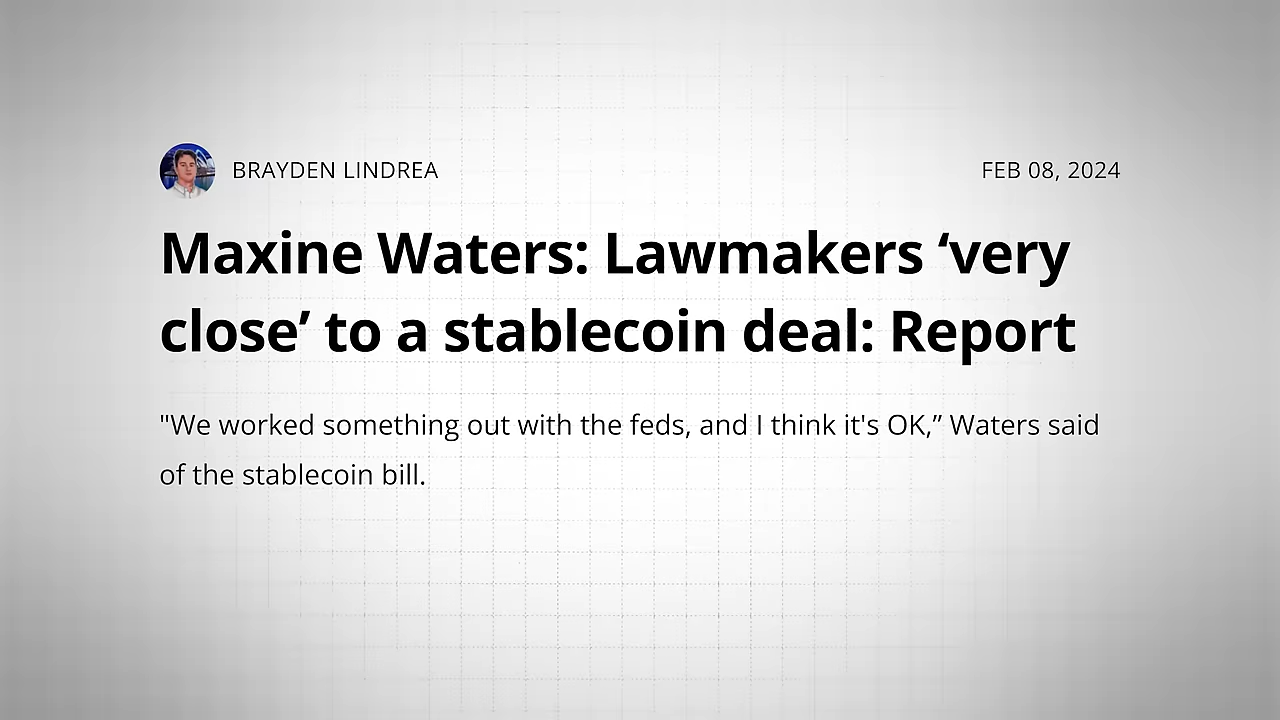 BRAYDEN LINDREA
FEB 08, 2024
Maxine Waters: Lawmakers ‘very
close’ to a stablecoin deal: Report
"We worked something out with the feds, and I think it's OK,” Waters said
of the stablecoin bill.